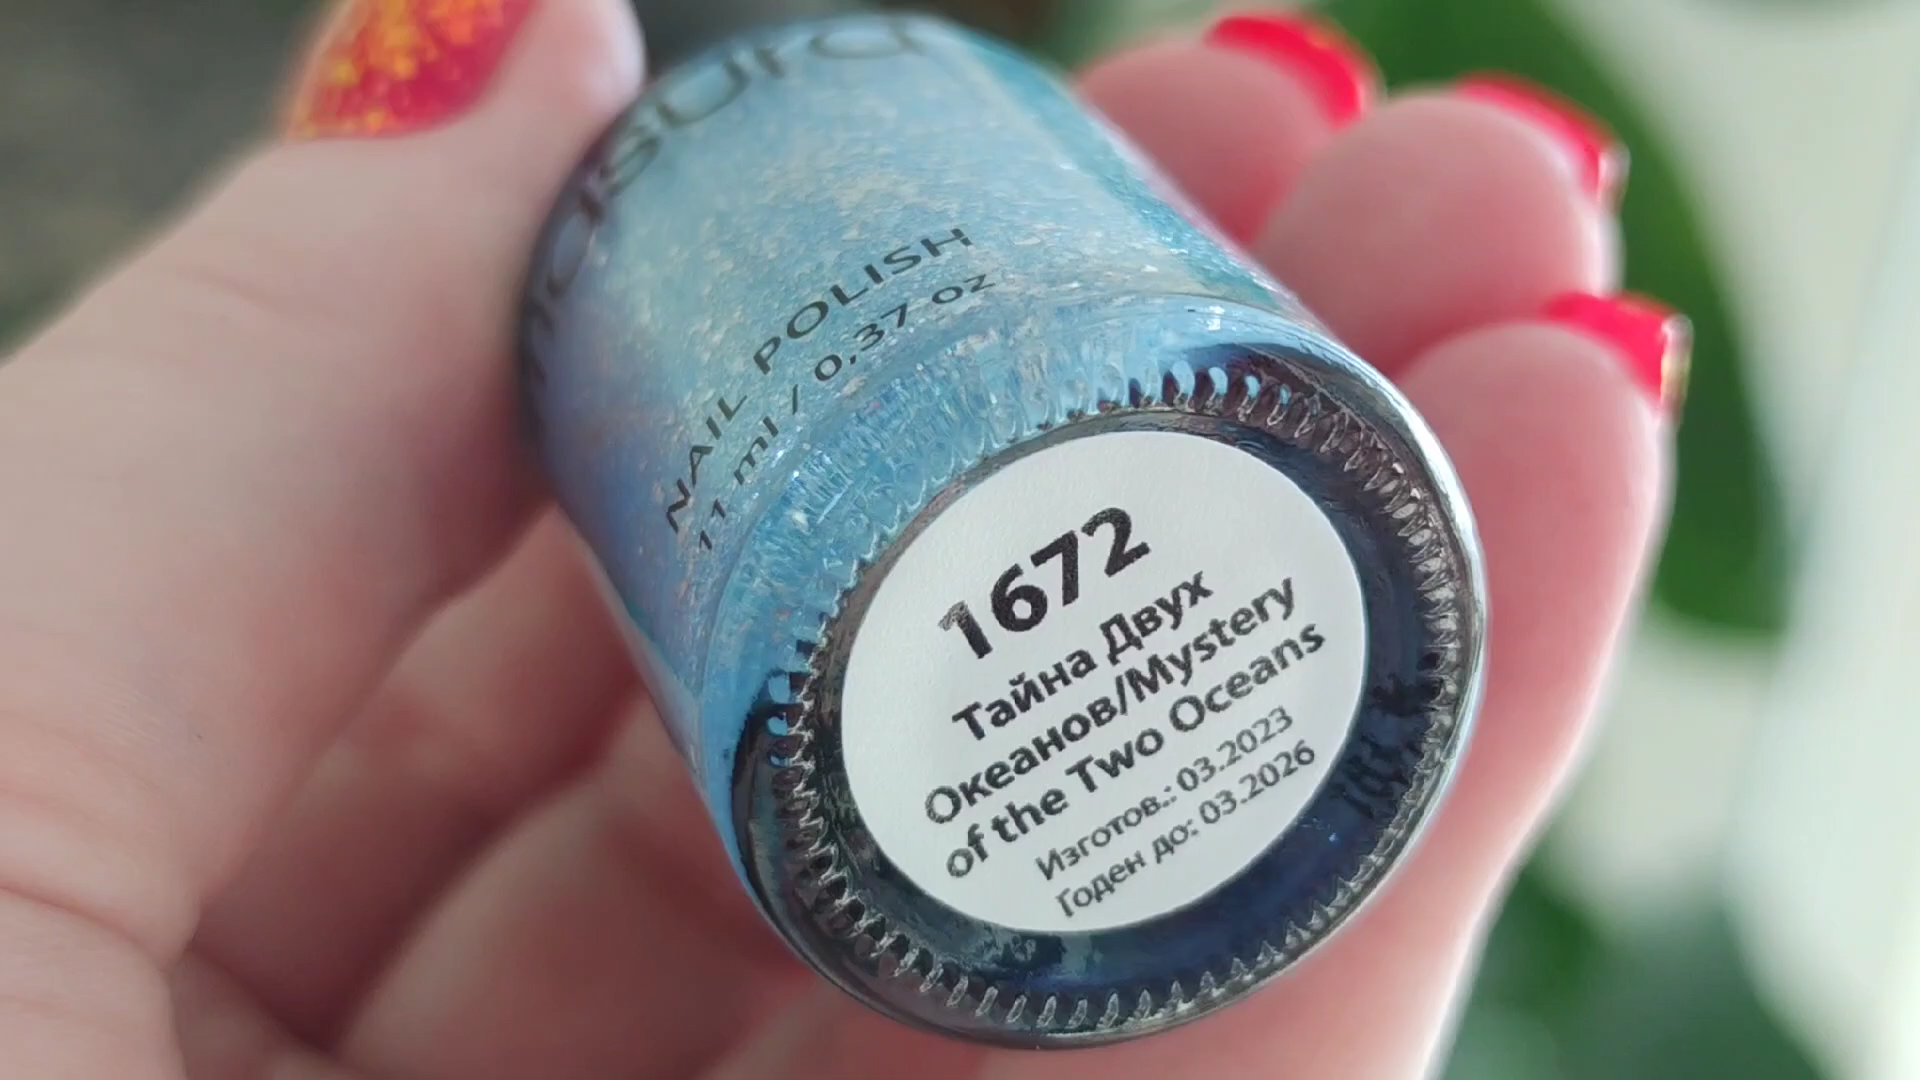 masura
NAIL POLISH
11 ml / 0,37 oz
1672
Тайна Двух
Океанов/Mystery
of the Two Oceans
Изготов.: 03.2023
Годен до: 03.2026